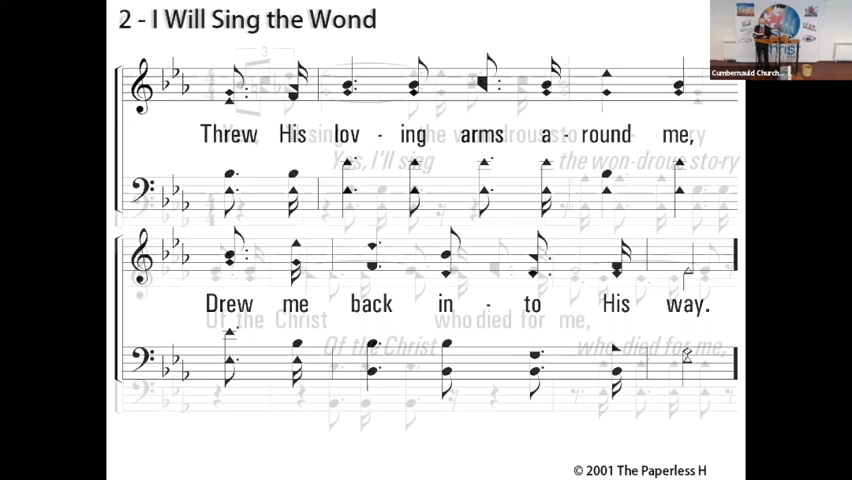 2 - I Will Sing the Wond
Threw His lov - ing arms a - round me,
Yes, I'll sing the won-drous sto-ry
Drew me back in - to His way.
Of the Christ who died for me,
Of the Christ who died for me,
© 2001 The Paperless H
Cumbernauld Church...